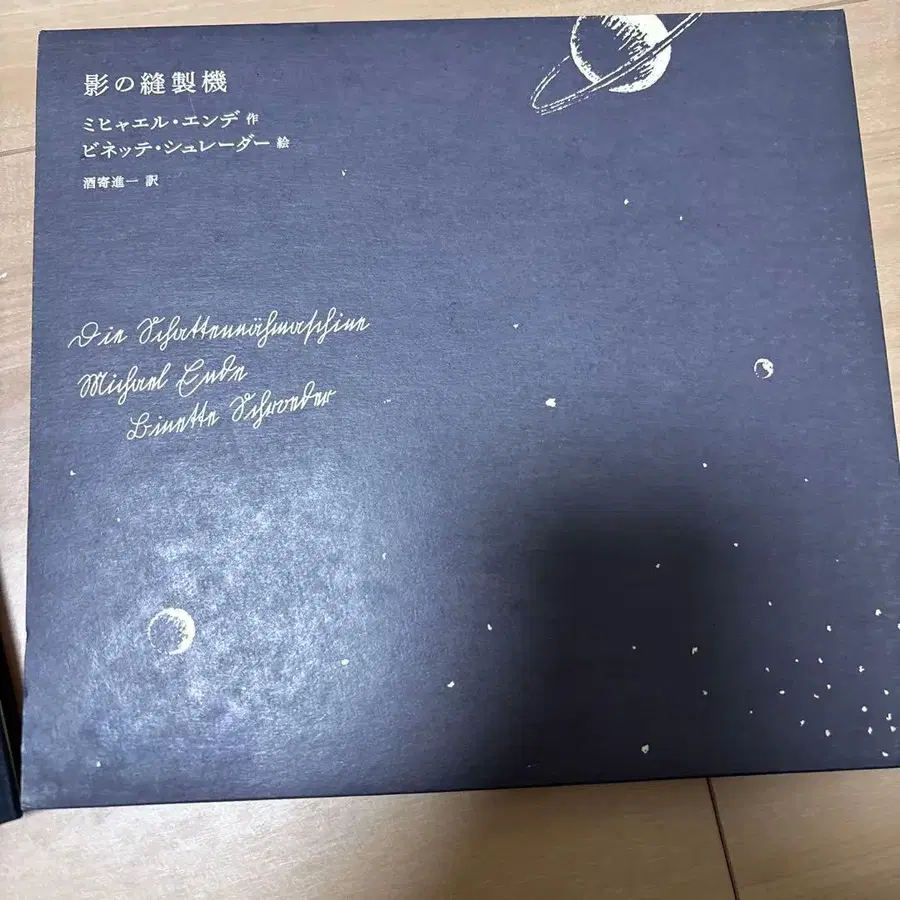 影の縫製機
ミヒャエル・エンデ 作
ビネッテ・シュレーダー 絵
酒寄進一 訳
Die Schattennähmaschine
Michael Ende
Binette Schroeder